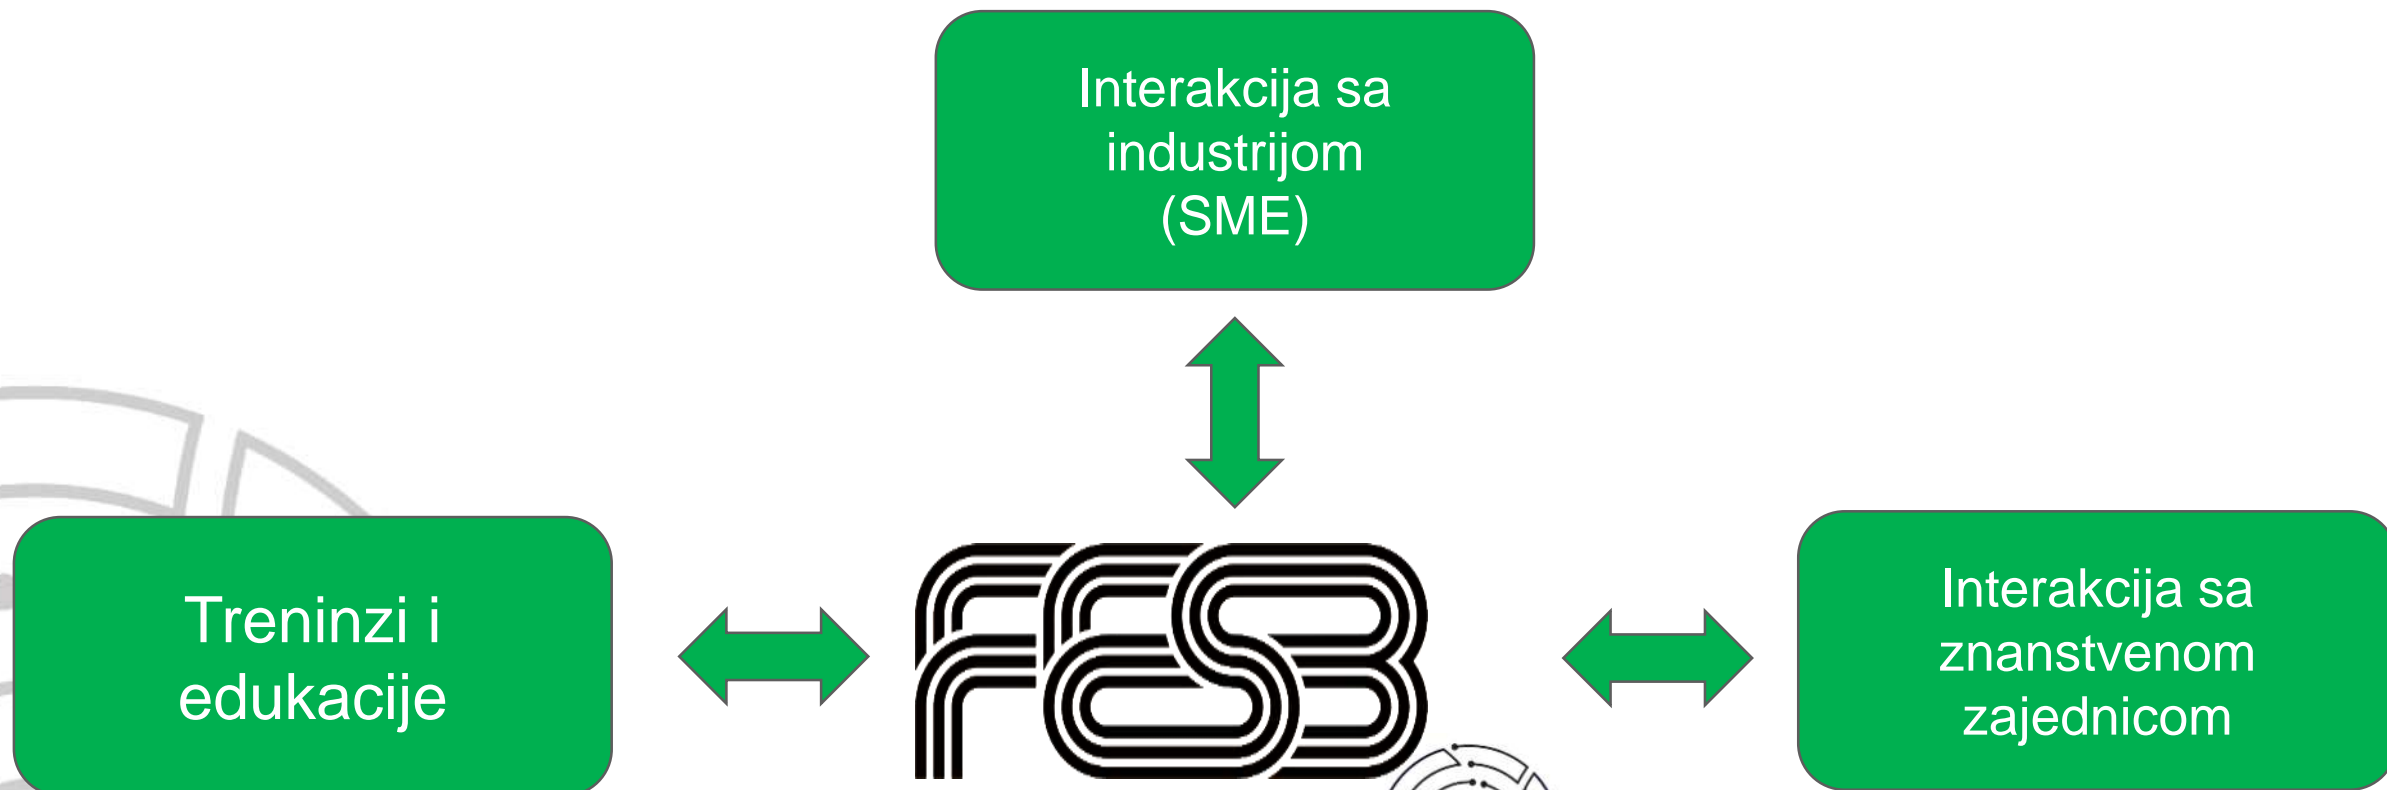 Interakcija sa
industrijom
(SME)
Treninzi i
edukacije
FESB
Interakcija sa
znanstvenom
zajednicom